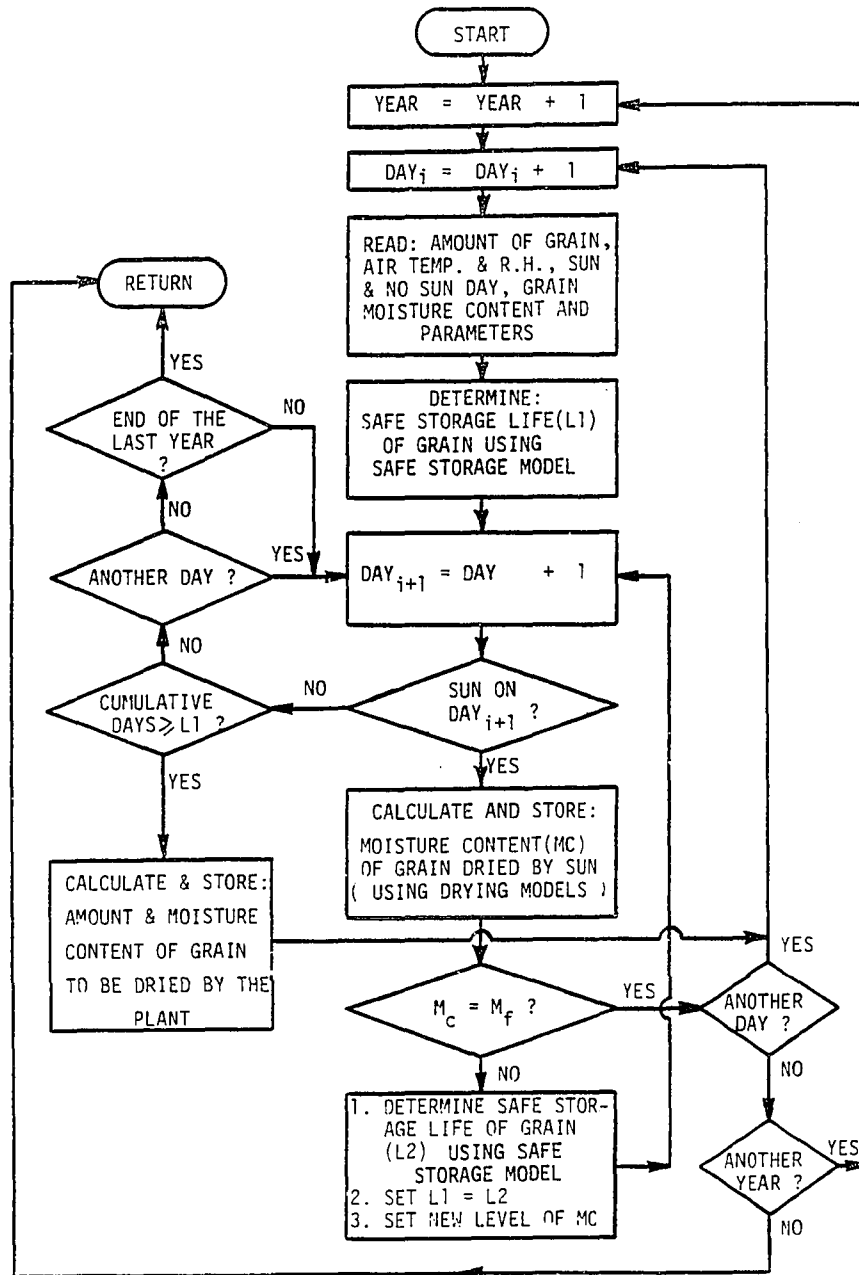 START
YEAR = YEAR + 1
DAYi = DAYi + 1
READ: AMOUNT OF GRAIN,
AIR TEMP. & R.H., SUN
& NO SUN DAY, GRAIN
MOISTURE CONTENT AND
PARAMETERS
RETURN
YES
DETERMINE:
SAFE STORAGE LIFE(L1)
OF GRAIN USING
SAFE STORAGE MODEL
END OF THE
LAST YEAR
?
NO
NO
ANOTHER DAY ?
YES
DAYi+1 = DAY + 1
NO
CUMULATIVE
DAYS⩾L1 ?
NO
SUN ON
DAYi+1 ?
YES
YES
CALCULATE AND STORE:
MOISTURE CONTENT(MC)
OF GRAIN DRIED BY SUN
( USING DRYING MODELS )
CALCULATE & STORE:
AMOUNT & MOISTURE
CONTENT OF GRAIN
TO BE DRIED BY THE
PLANT
Mc = Mf ?
YES
YES
ANOTHER
DAY ?
NO
NO
1. DETERMINE SAFE STOR-
AGE LIFE OF GRAIN
(L2) USING SAFE
STORAGE MODEL
2. SET L1 = L2
3. SET NEW LEVEL OF MC
ANOTHER
YEAR ?
YES
NO